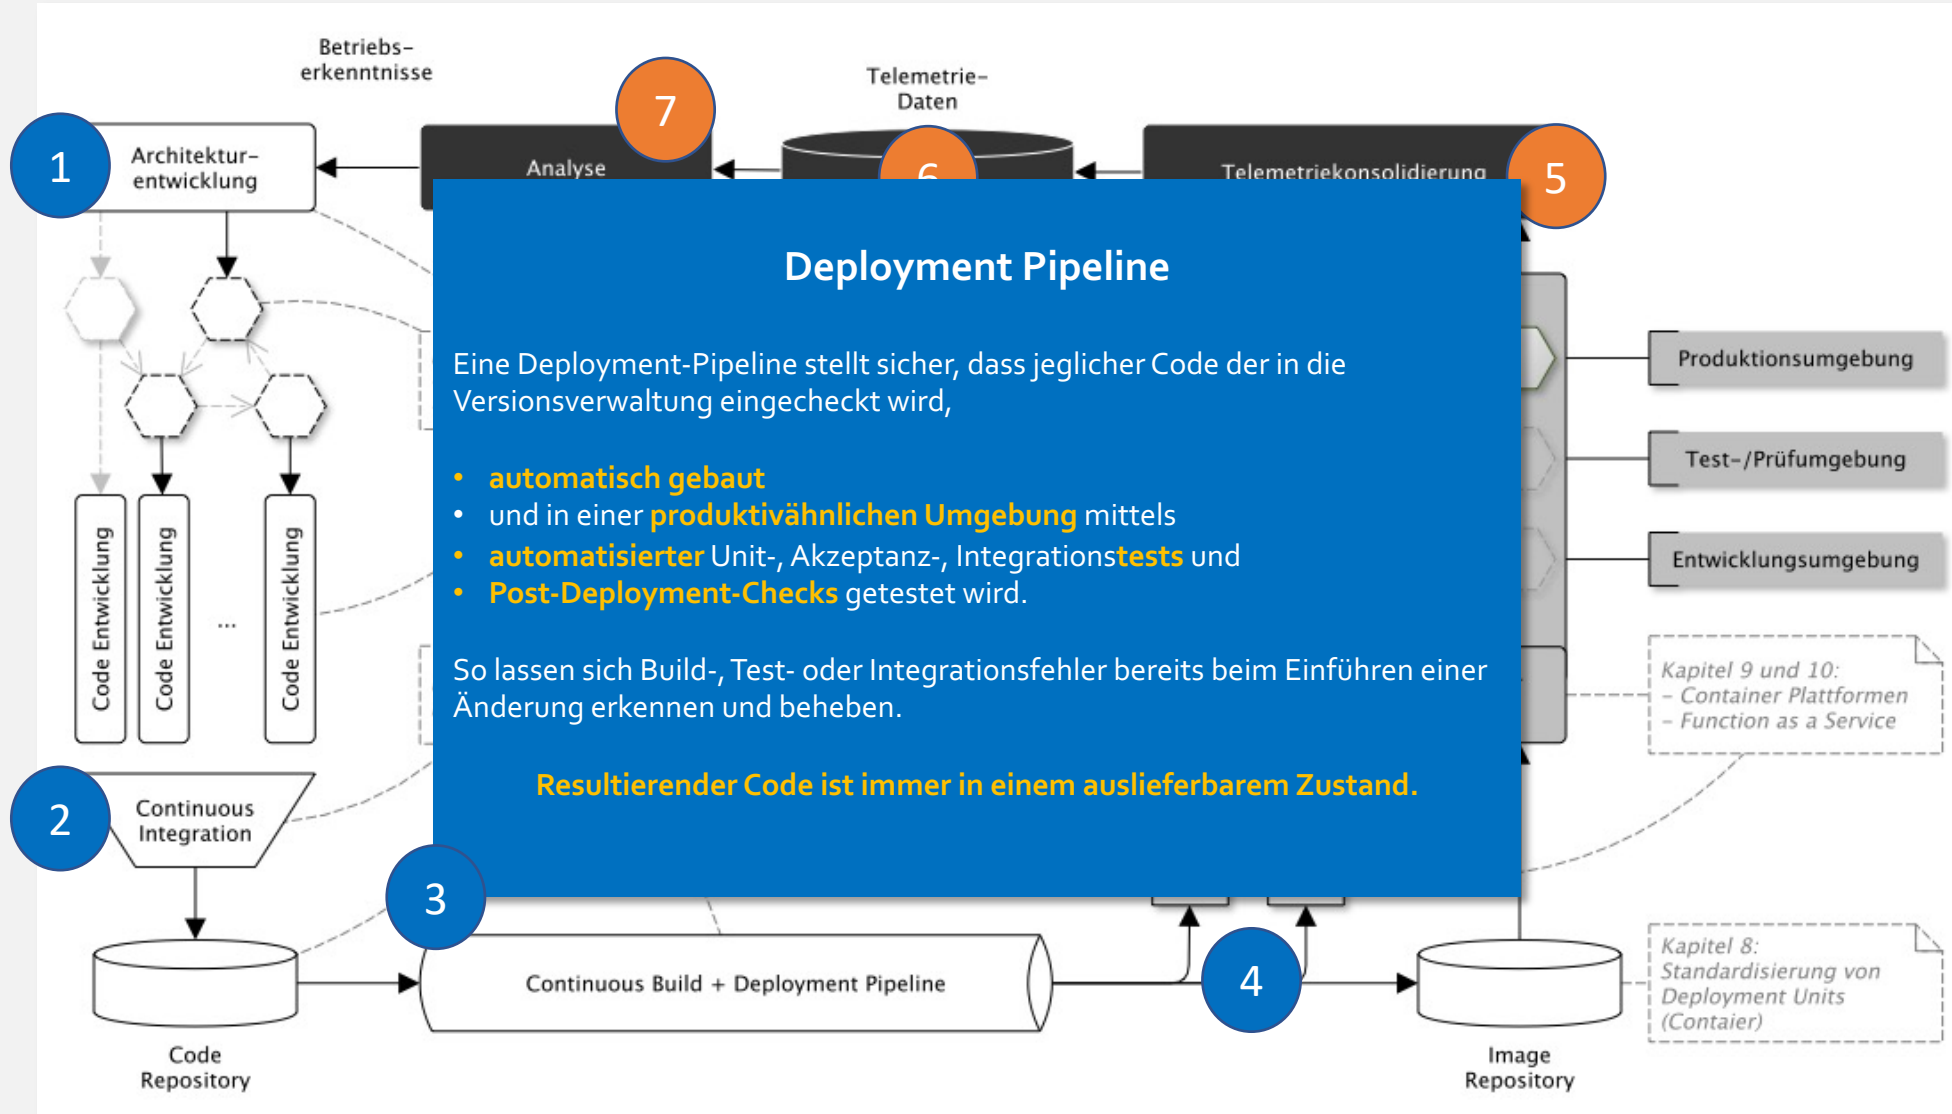 Betriebs-
erkenntnisse
7
Telemetrie-
Daten
1
Architektur-
entwicklung
Analyse
6
Telemetriekonsolidierung
5
Deployment Pipeline
Eine Deployment-Pipeline stellt sicher, dass jeglicher Code der in die
Versionsverwaltung eingecheckt wird,
• automatisch gebaut
• und in einer produktivähnlichen Umgebung mittels
• automatisierter Unit-, Akzeptanz-, Integrationstests und
• Post-Deployment-Checks getestet wird.
So lassen sich Build-, Test- oder Integrationsfehler bereits beim Einführen einer
Änderung erkennen und beheben.
Resultierender Code ist immer in einem auslieferbarem Zustand.
Produktionsumgebung
Test-/Prüfumgebung
Entwicklungsumgebung
Code Entwicklung
Code Entwicklung
...
Code Entwicklung
Kapitel 9 und 10:
- Container Plattformen
- Function as a Service
2
Continuous
Integration
3
4
Continuous Build + Deployment Pipeline
Kapitel 8:
Standardisierung von
Deployment Units
(Contaier)
Code
Repository
Image
Repository